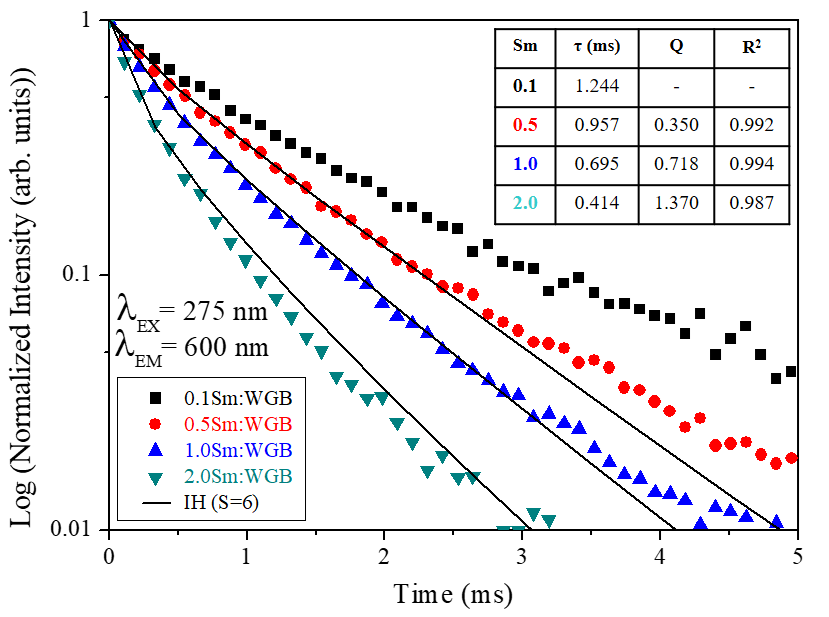 Log (Normalized Intensity (arb. units))
1
0.1
0.01
Sm τ (ms) Q R²
0.1 1.244 - -
0.5 0.957 0.350 0.992
1.0 0.695 0.718 0.994
2.0 0.414 1.370 0.987
λEX= 275 nm
λEM= 600 nm
0.1Sm:WGB
0.5Sm:WGB
1.0Sm:WGB
2.0Sm:WGB
IH (S=6)
0 1 2 3 4 5
Time (ms)